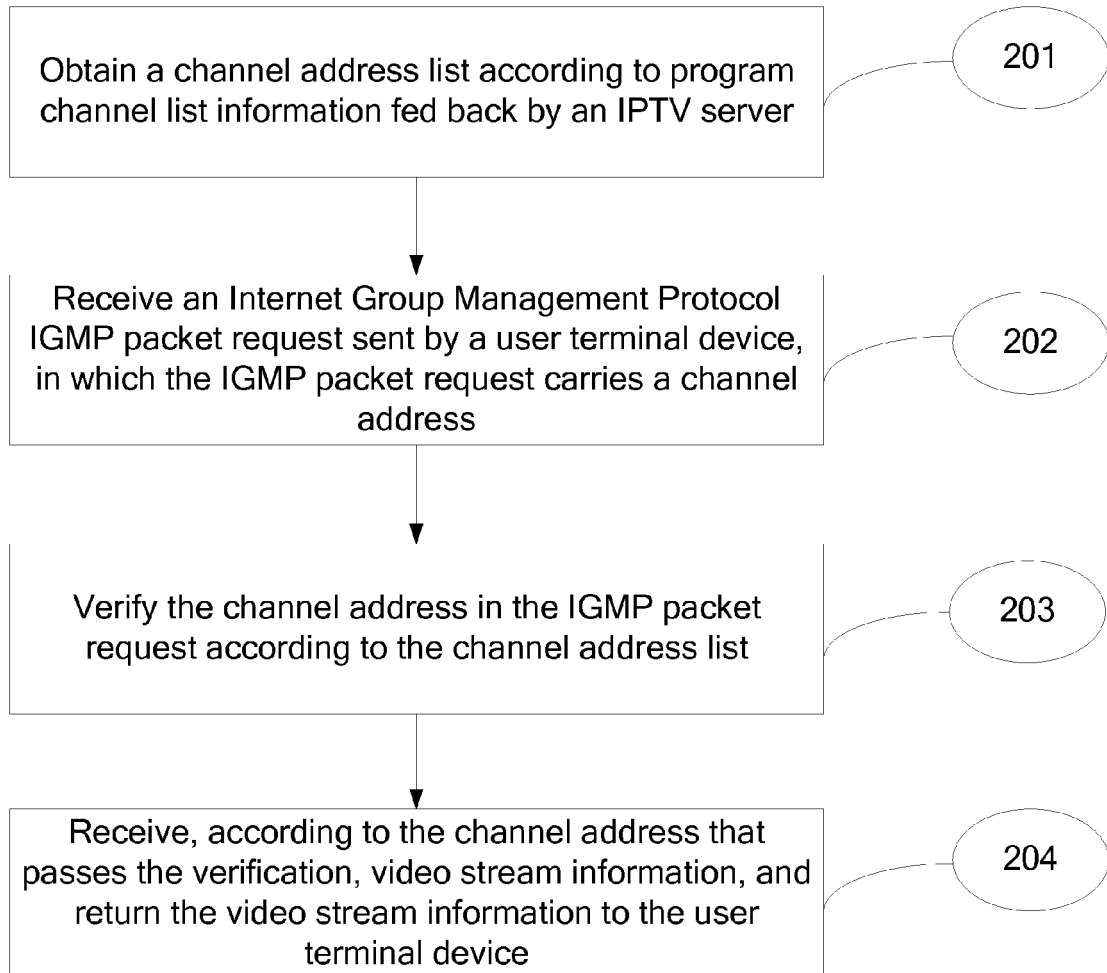 Obtain a channel address list according to program
channel list information fed back by an IPTV server
201
Receive an Internet Group Management Protocol
IGMP packet request sent by a user terminal device,
in which the IGMP packet request carries a channel
address
202
Verify the channel address in the IGMP packet
request according to the channel address list
203
Receive, according to the channel address that
passes the verification, video stream information, and
return the video stream information to the user
terminal device
204